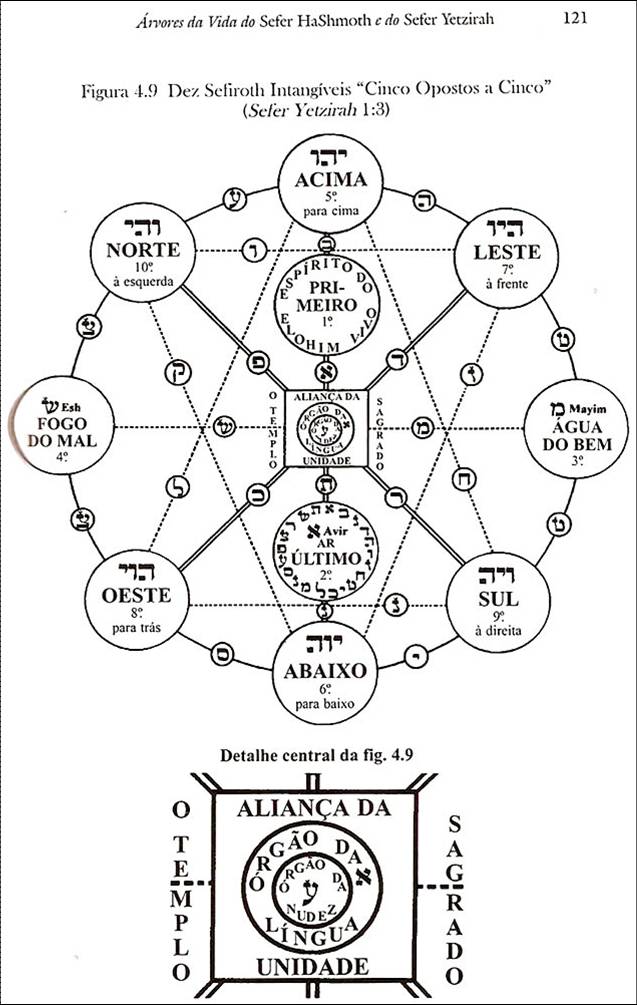 Árvores da Vida do Sefer HaShmoth e do Sefer Yetzirah 121
Figura 4.9 Dez Sefiroth Intangíveis "Cinco Opostos a Cinco"
(Sefer Yetzirah 1:3)
יהו
ACIMA
5º.
para cima
ע
ה
והי
NORTE
10º.
à esquerda
ו
היו
LESTE
7º.
à frente
ESPÍRITO DO
PRI-
MEIRO
1º.
ELOHIM VIVO
ט
פ
א
ד
ק
ז
ש Esh
FOGO
DO MAL
4º.
ש
O TEMPLO
ALIANÇA DA
ÓRGÃO DA
LÍNGUA
UNIDADE
SAGRADO
מ
מ Mayim
ÁGUA
DO BEM
3º.
ל
כ
ת
ר
ח
ט
א Avir
AR
ÚLTIMO
2º.
הוי
OESTE
8º.
para trás
ויה
SUL
9º.
à direita
נ
ס
י
יוה
ABAIXO
6º.
para baixo
Detalhe central da fig. 4.9
O TEMPLO
ALIANÇA DA
ÓRGÃO DA א
ÓRGÃO DA
ע
NUDEZ
LÍNGUA
UNIDADE
SAGRADO